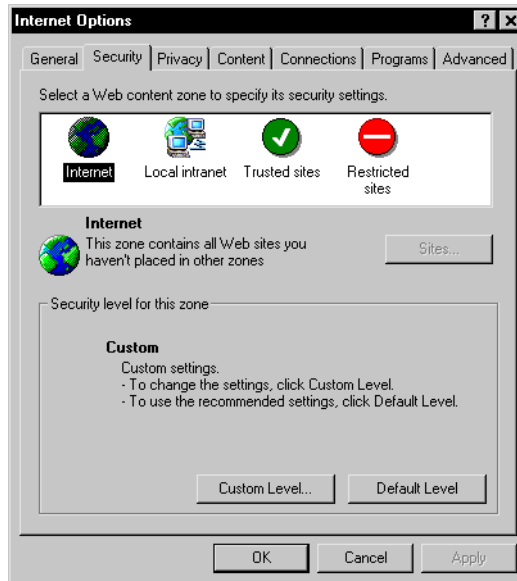 Internet Options
General Security Privacy Content Connections Programs Advanced
Select a Web content zone to specify its security settings.
Internet Local intranet Trusted sites Restricted
sites
Internet
This zone contains all Web sites you
haven't placed in other zones
Sites...
Security level for this zone
Custom
Custom settings.
- To change the settings, click Custom Level.
- To use the recommended settings, click Default Level.
Custom Level... Default Level
OK Cancel Apply